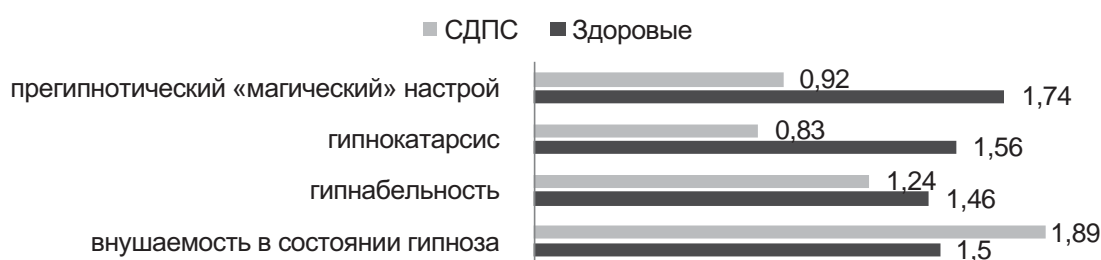 СДПС Здоровые
прегипнотический «магический» настрой
0,92
1,74
гипнокатарсис
0,83
1,56
гипнабельность
1,24
1,46
внушаемость в состоянии гипноза
1,89
1,5